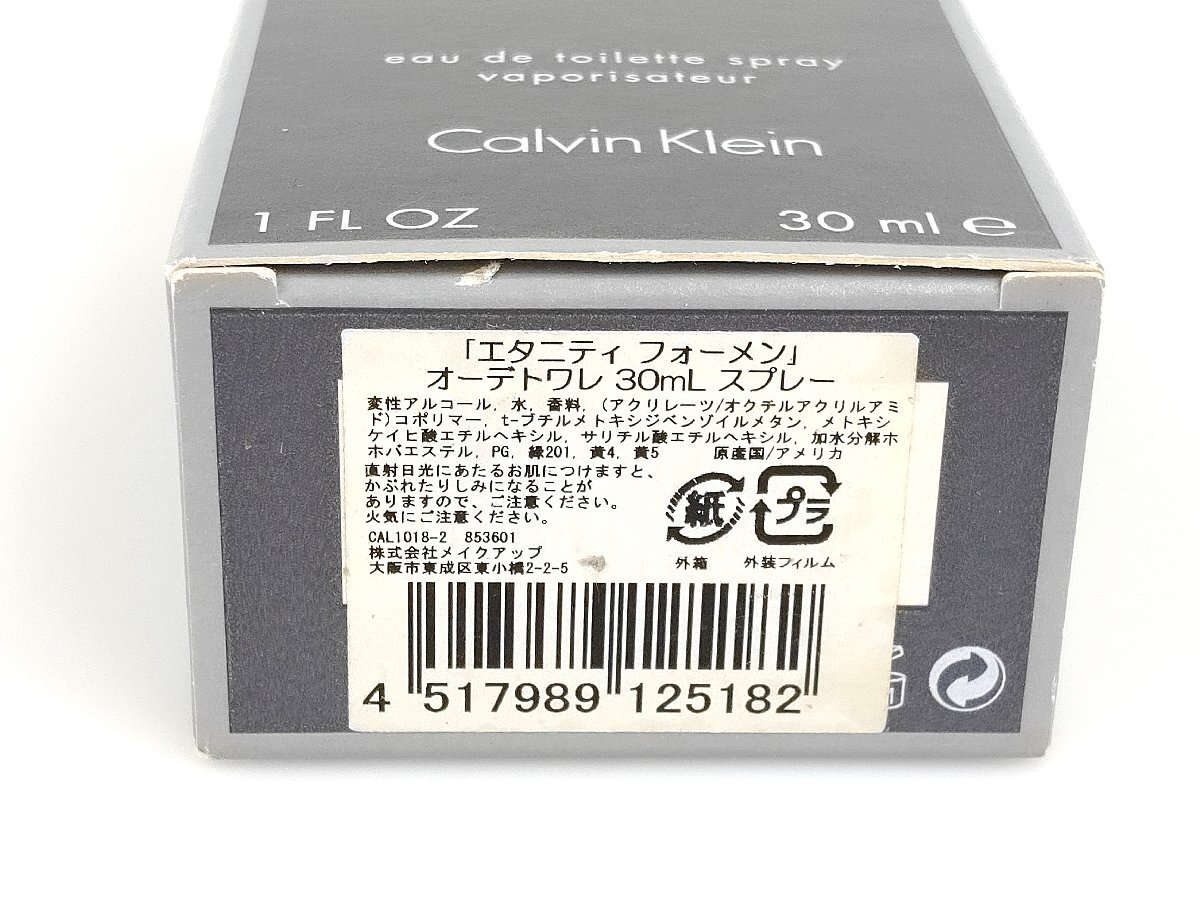 eau de toilette spray
vaporisateur
Calvin Klein
1 FL OZ 30 ml ℮
「エタニティ フォーメン」
オーデトワレ 30mL スプレー
変性アルコール, 水, 香料, (アクリレーツ/オクチルアクリルアミ
ド)コポリマー, t-ブチルメトキシジベンゾイルメタン, メトキシ
ケイヒ酸エチルヘキシル, サリチル酸エチルヘキシル, 加水分解ホ
ホバエステル, PG, 緑201, 黄4, 黄5 原産国/アメリカ
直射日光にあたるお肌につけますと、
かぶれたりしみになることが
ありますので、ご注意ください。
火気にご注意ください。
紙
プラ
外箱 外装フィルム
CAL1018-2 853601
株式会社メイクアップ
大阪市東成区東小橋2-2-5
4 517989 125182